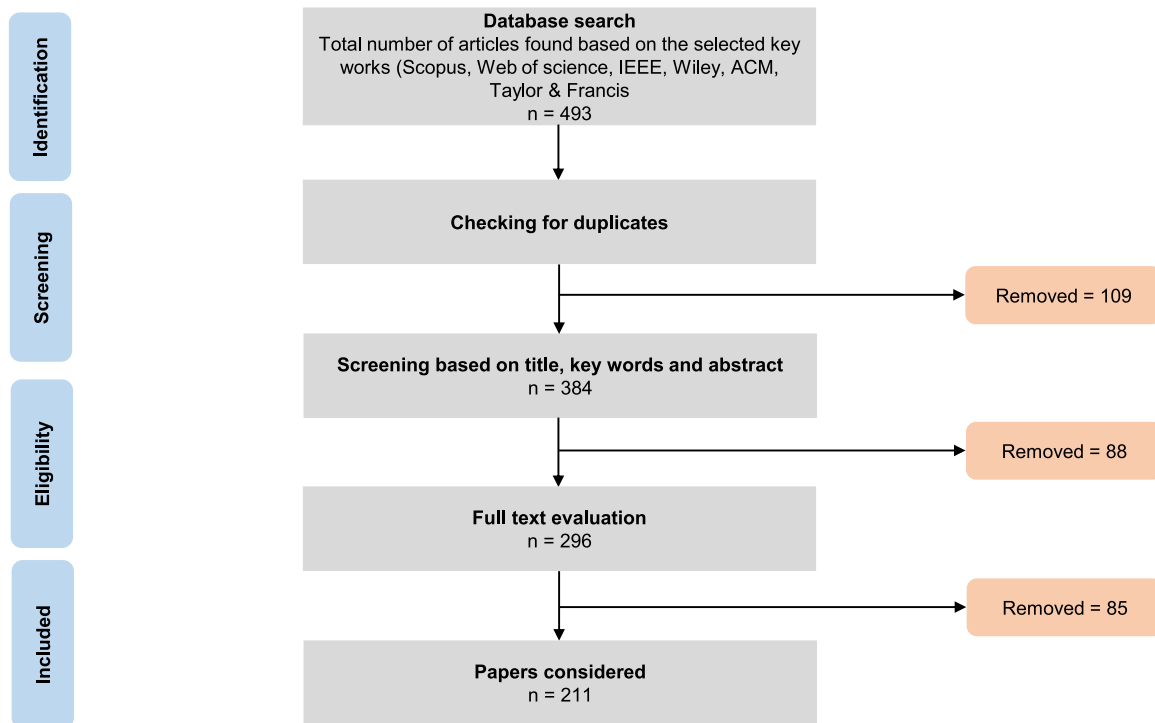 Identification
Database search
Total number of articles found based on the selected key
works (Scopus, Web of science, IEEE, Wiley, ACM,
Taylor & Francis
n = 493
Screening
Checking for duplicates
Removed = 109
Screening based on title, key words and abstract
n = 384
Eligibility
Removed = 88
Full text evaluation
n = 296
Included
Removed = 85
Papers considered
n = 211